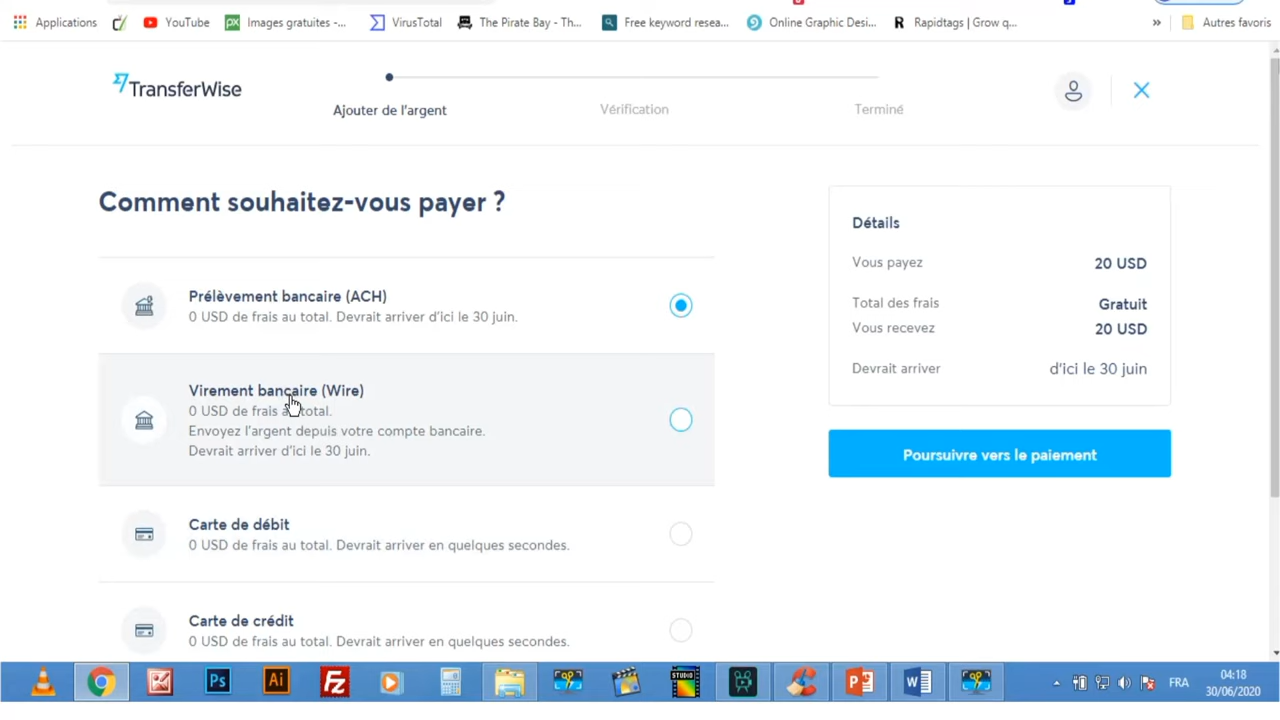 Applications
YouTube
Images gratuites -...
VirusTotal
The Pirate Bay - Th...
Free keyword resea...
Online Graphic Desi...
R Rapidtags | Grow q...
»
Autres favoris
TransferWise
Ajouter de l'argent
Vérification
Terminé
Comment souhaitez-vous payer ?
Prélèvement bancaire (ACH)
0 USD de frais au total. Devrait arriver d'ici le 30 juin.
Virement bancaire (Wire)
0 USD de frais au total.
Envoyez l'argent depuis votre compte bancaire.
Devrait arriver d'ici le 30 juin.
Carte de débit
0 USD de frais au total. Devrait arriver en quelques secondes.
Carte de crédit
0 USD de frais au total. Devrait arriver en quelques secondes.
Détails
Vous payez 20 USD
Total des frais Gratuit
Vous recevez 20 USD
Devrait arriver d'ici le 30 juin
Poursuivre vers le paiement
Ps
Ai
Fz
STUDIO
P
W
FRA
04:18
30/06/2020